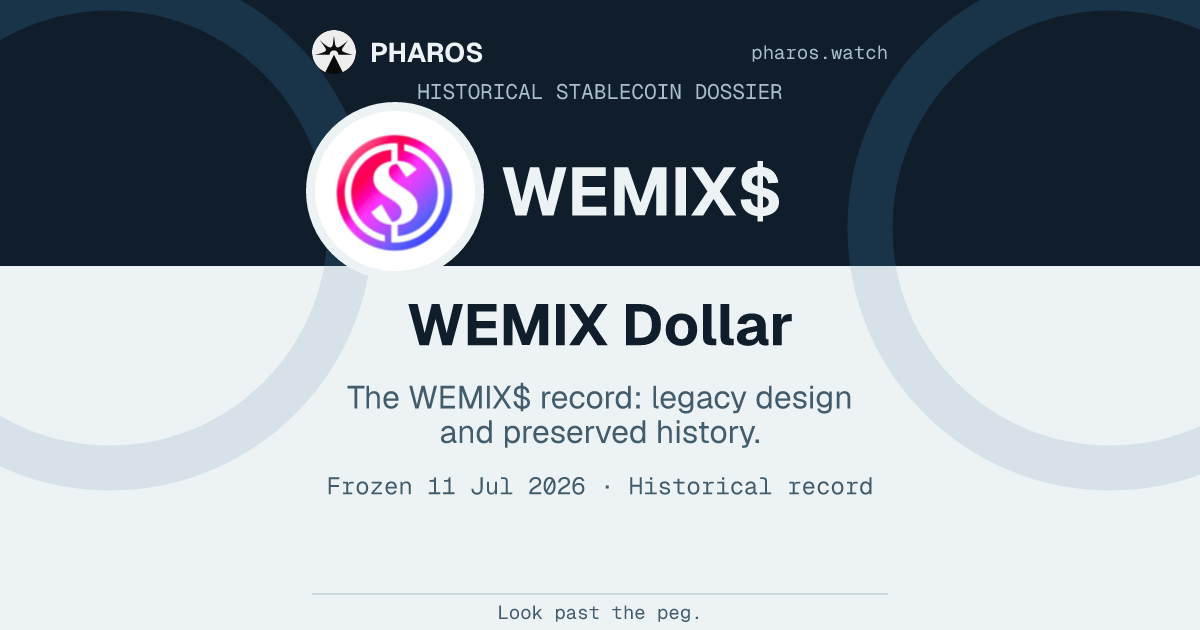 PHAROS
pharos.watch
HISTORICAL STABLECOIN DOSSIER
WEMIX$
WEMIX Dollar
The WEMIX$ record: legacy design
and preserved history.
Frozen 11 Jul 2026 · Historical record
Look past the peg.